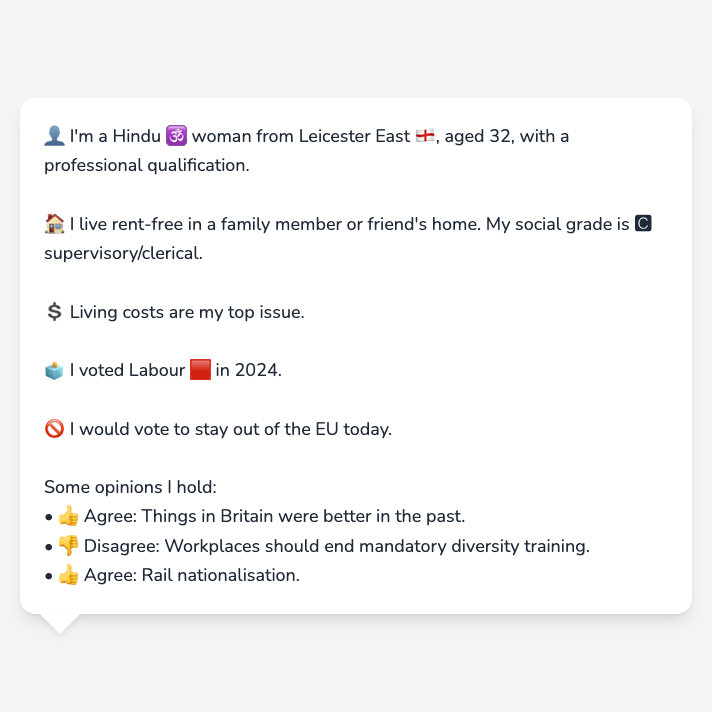 👤 I'm a Hindu 🕉️ woman from Leicester East 🏴󠁧󠁢󠁥󠁮󠁧󠁿, aged 32, with a
professional qualification.
🏠 I live rent-free in a family member or friend's home. My social grade is 🅲
supervisory/clerical.
💲 Living costs are my top issue.
🗳️ I voted Labour 🟥 in 2024.
🚫 I would vote to stay out of the EU today.
Some opinions I hold:
• 👍 Agree: Things in Britain were better in the past.
• 👎 Disagree: Workplaces should end mandatory diversity training.
• 👍 Agree: Rail nationalisation.